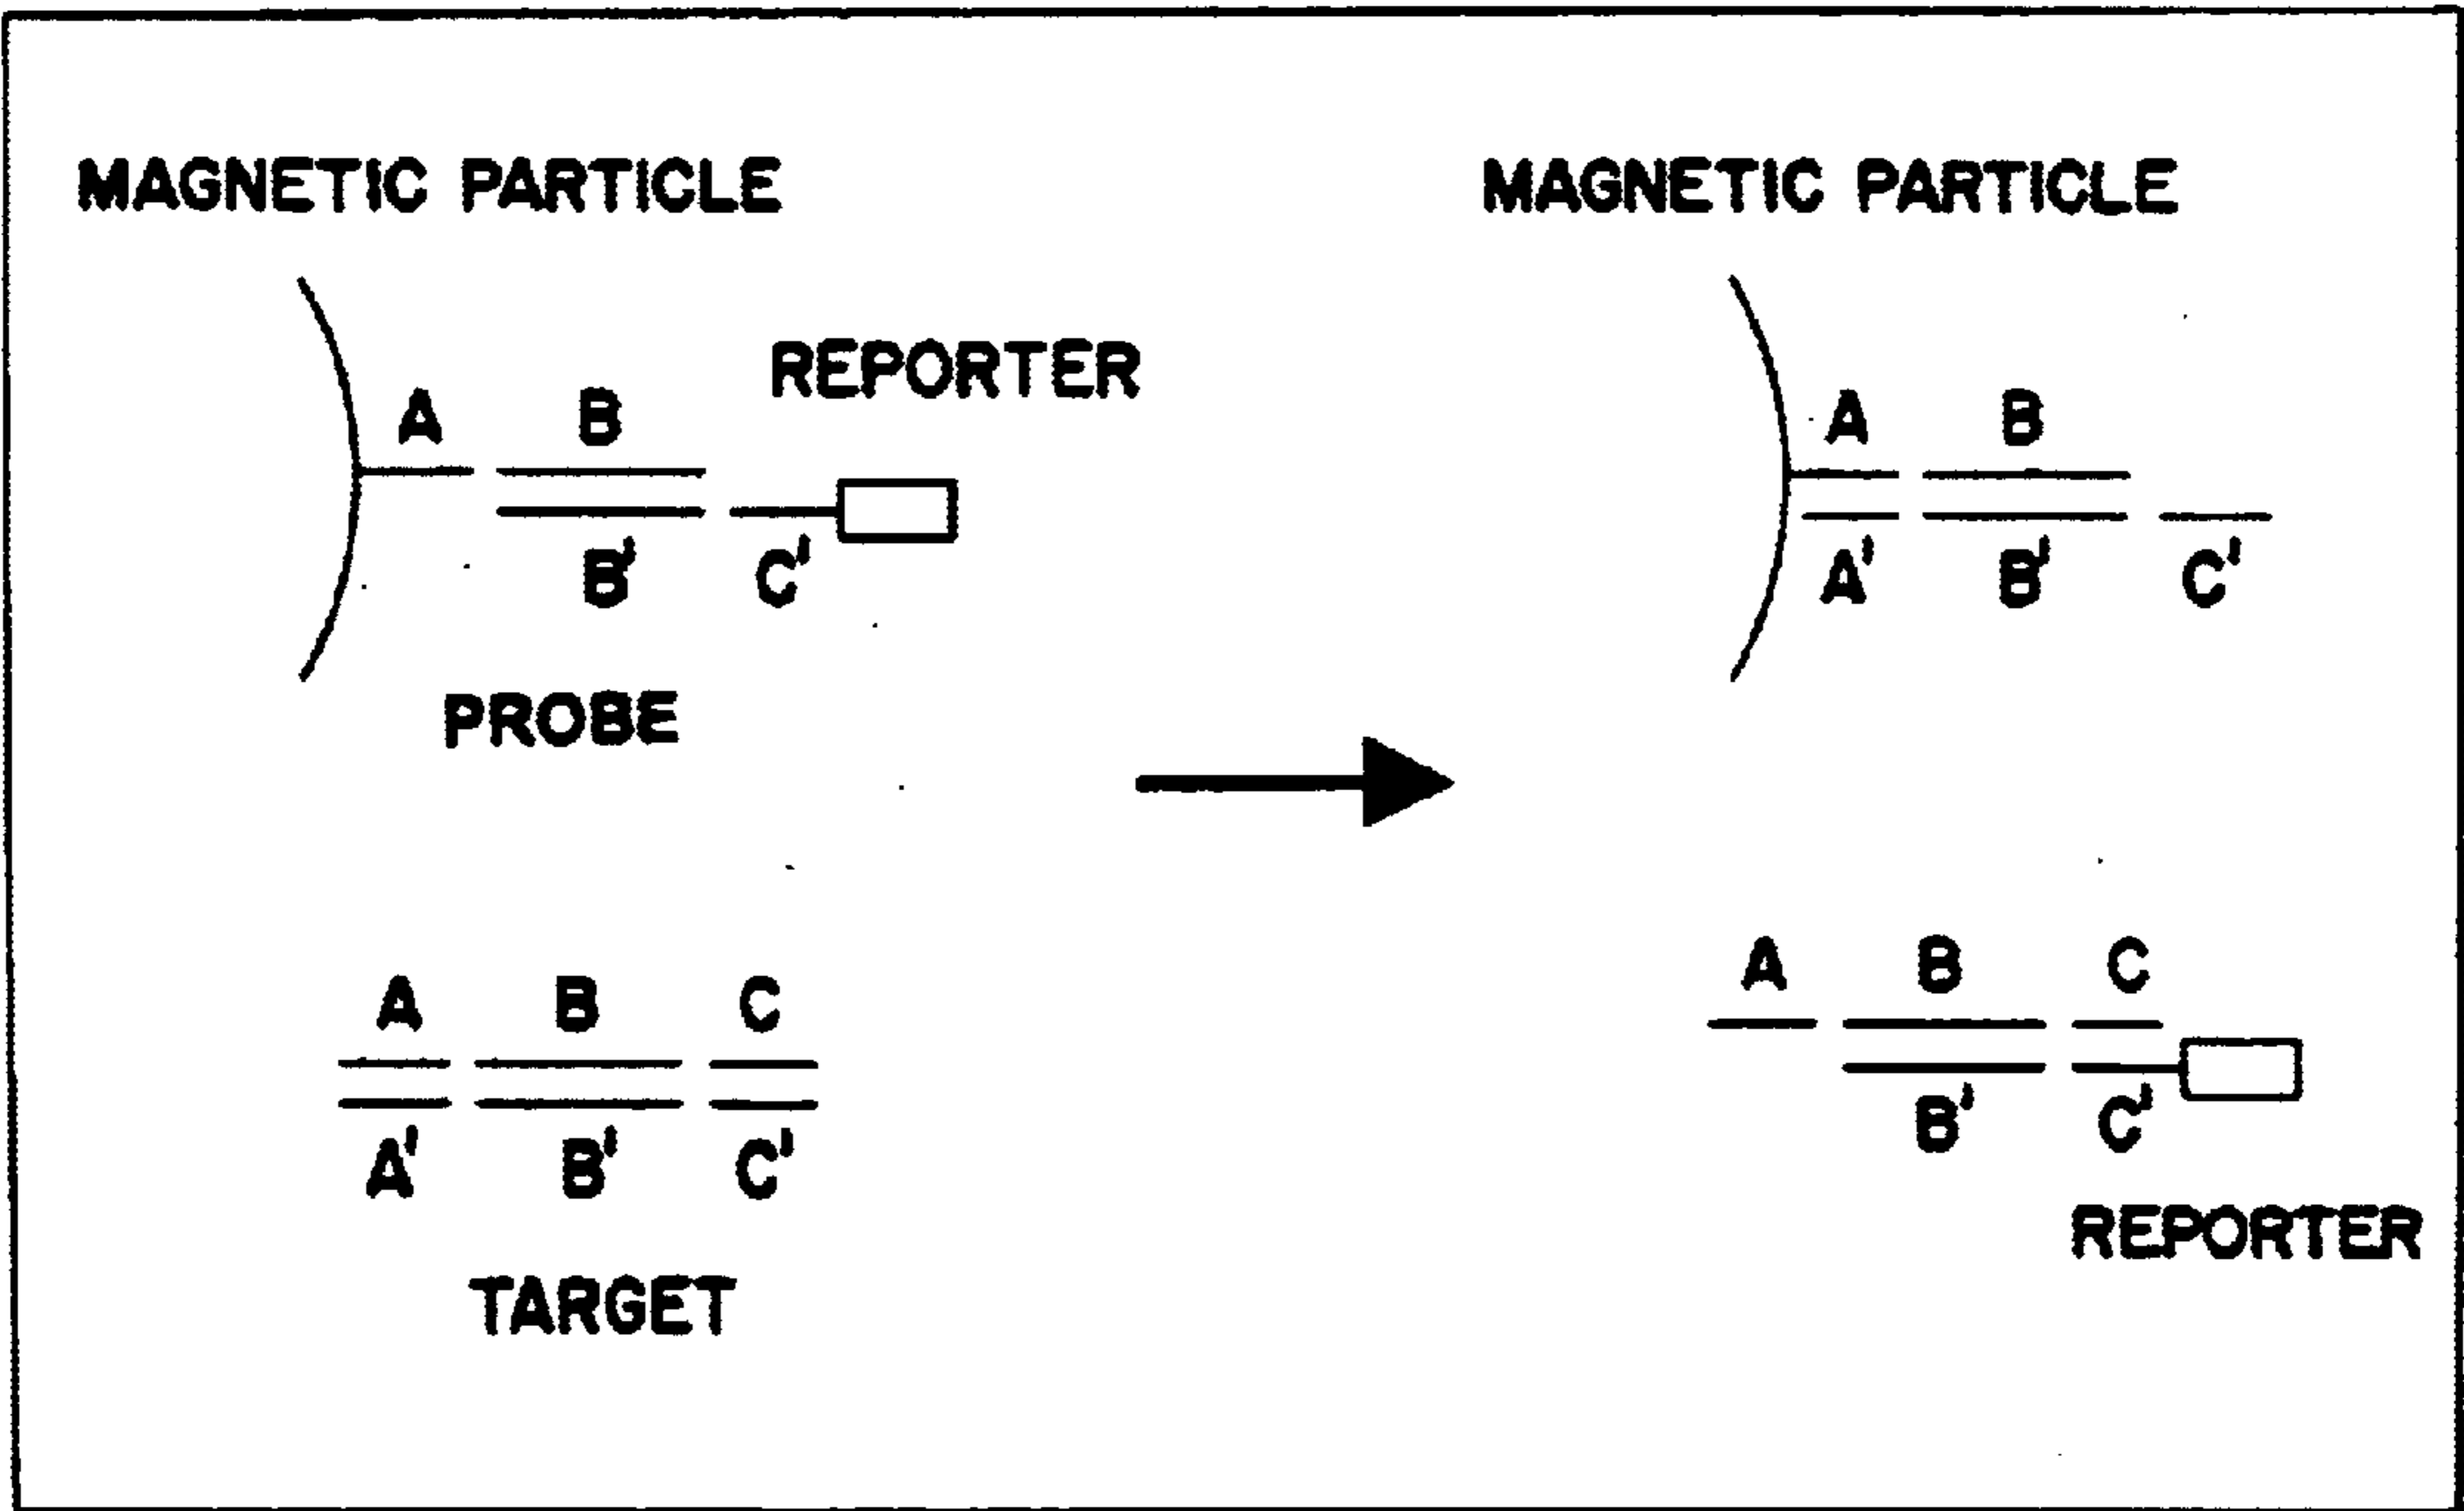 MAGNETIC PARTICLE
REPORTER
A B
B' C'
PROBE
A B C
A' B' C'
TARGET
MAGNETIC PARTICLE
A B
A' B' C'
A B C
B' C'
REPORTER